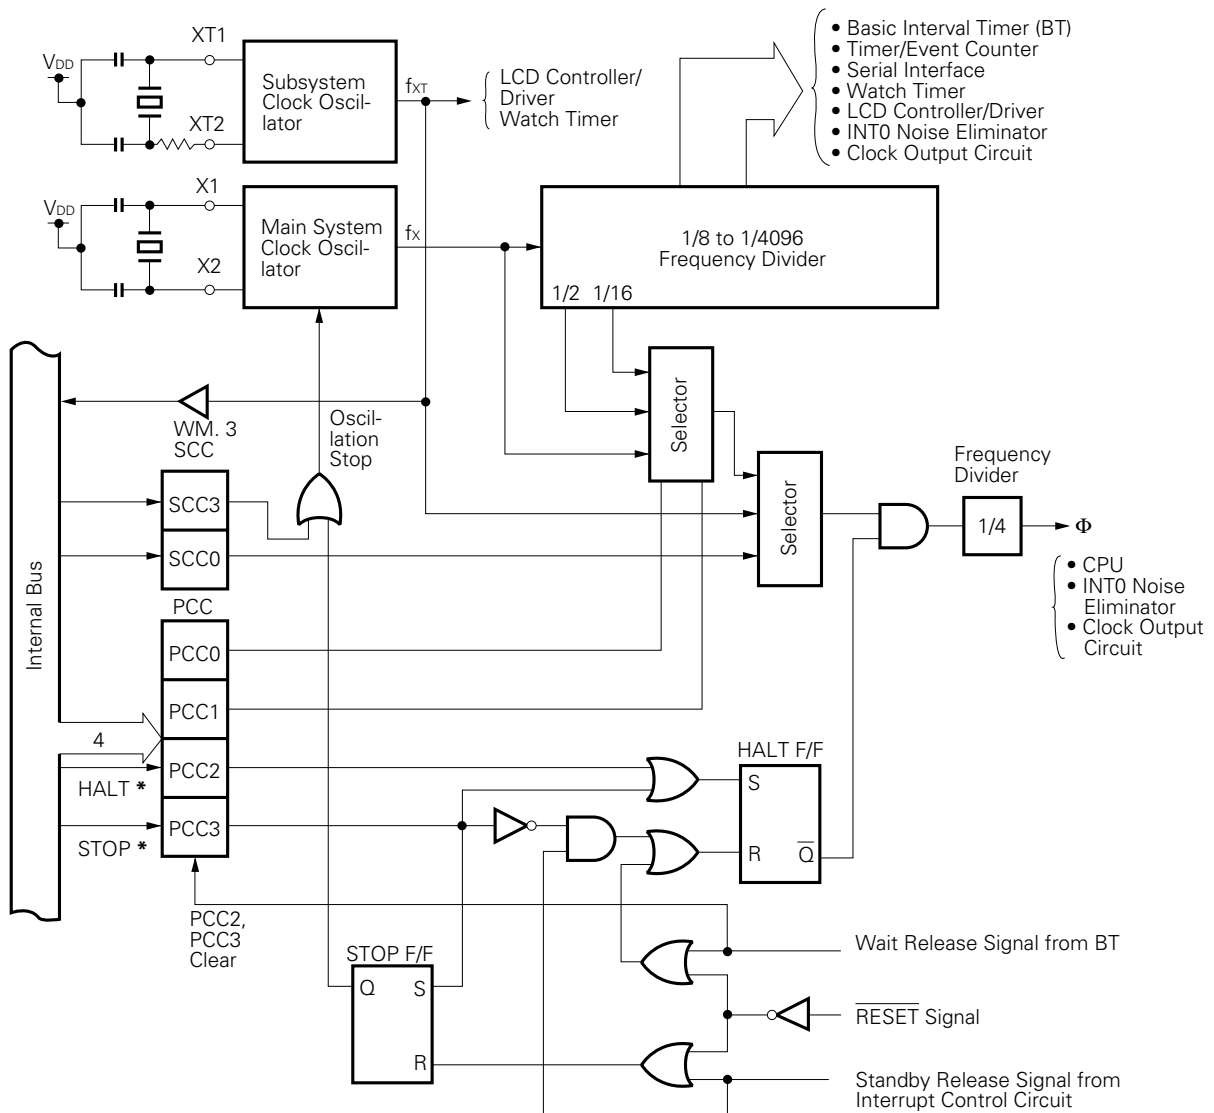 XT1
VDD
XT2
Subsystem
Clock Oscil-
lator
fXT
LCD Controller/
Driver
Watch Timer
• Basic Interval Timer (BT)
• Timer/Event Counter
• Serial Interface
• Watch Timer
• LCD Controller/Driver
• INT0 Noise Eliminator
• Clock Output Circuit
X1
VDD
X2
Main System
Clock Oscil-
lator
fX
1/8 to 1/4096
Frequency Divider
1/2 1/16
Selector
Selector
Oscil-
lation
Stop
WM. 3
SCC
SCC3
SCC0
Internal Bus
Frequency
Divider
1/4
Φ
• CPU
• INT0 Noise
Eliminator
• Clock Output
Circuit
PCC
PCC0
PCC1
4
PCC2
HALT *
PCC3
STOP *
HALT F/F
S
R
Q̅
PCC2,
PCC3
Clear
STOP F/F
Q
S
R
Wait Release Signal from BT
R̅E̅S̅E̅T̅ Signal
Standby Release Signal from
Interrupt Control Circuit